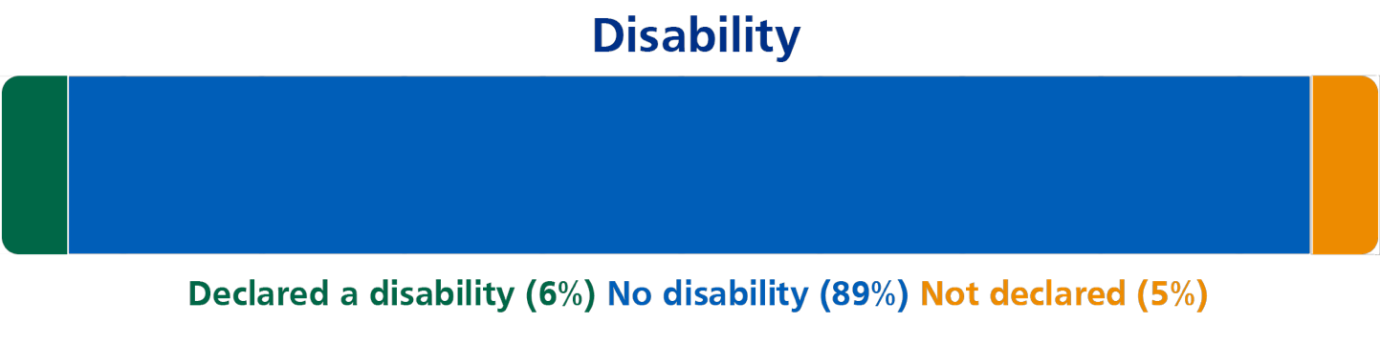 Disability
Declared a disability (6%) No disability (89%) Not declared (5%)